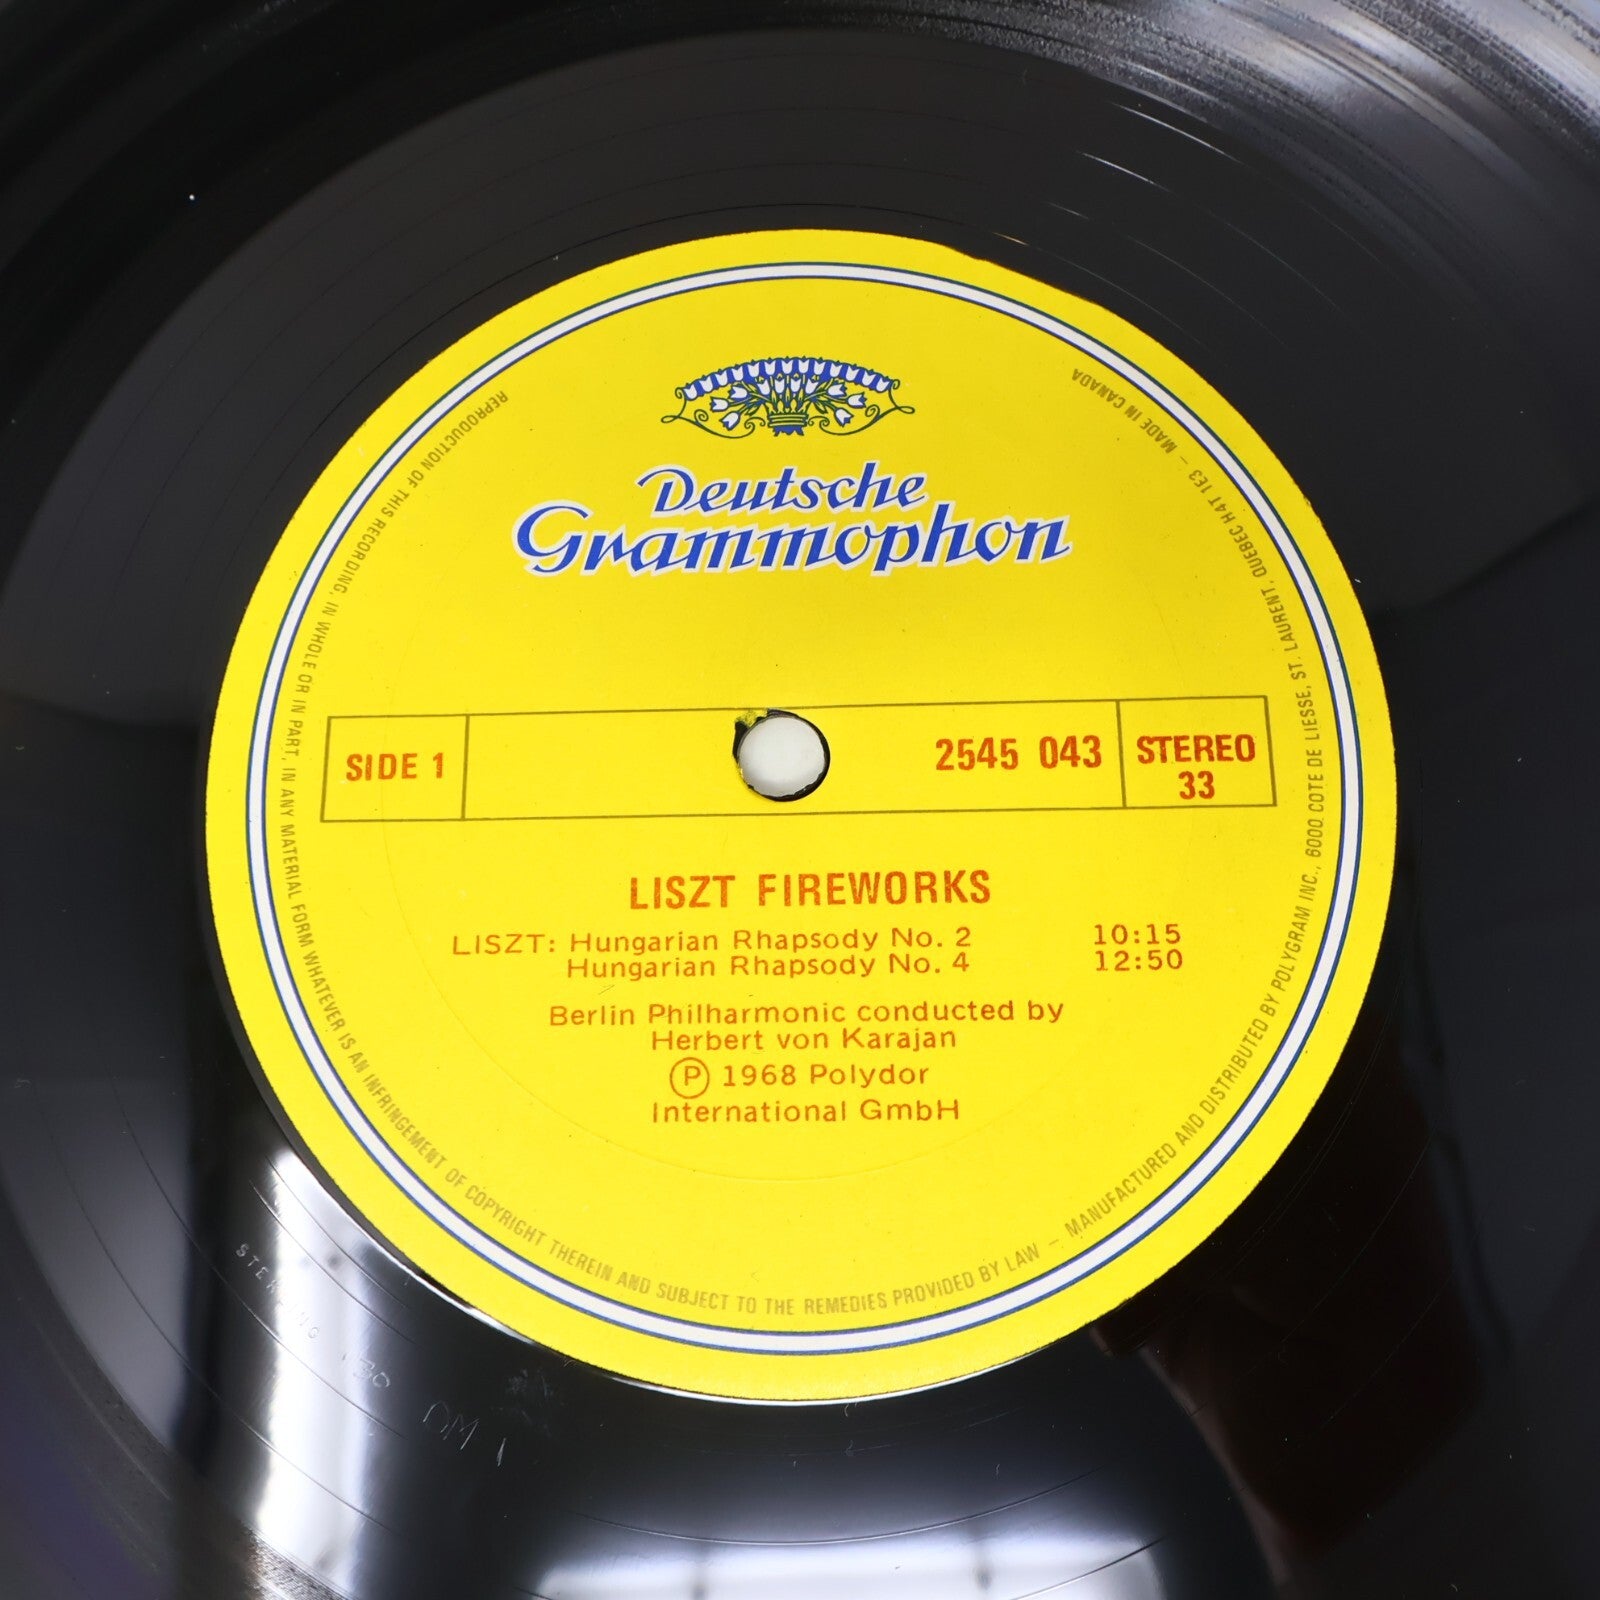 Deutsche
Grammophon
SIDE 1
2545 043
STEREO
33
LISZT FIREWORKS
LISZT: Hungarian Rhapsody No. 2 10:15
Hungarian Rhapsody No. 4 12:50
Berlin Philharmonic conducted by
Herbert von Karajan
Ⓟ 1968 Polydor
International GmbH
REPRODUCTION OF THIS RECORDING, IN WHOLE OR IN PART, IN ANY MATERIAL FORM WHATEVER IS AN INFRINGEMENT OF COPYRIGHT THEREIN AND SUBJECT TO THE REMEDIES PROVIDED BY LAW – MANUFACTURED AND DISTRIBUTED BY POLYGRAM INC., 6000 COTE DE LIESSE, ST. LAURENT, QUEBEC H4T 1E3 – MADE IN CANADA